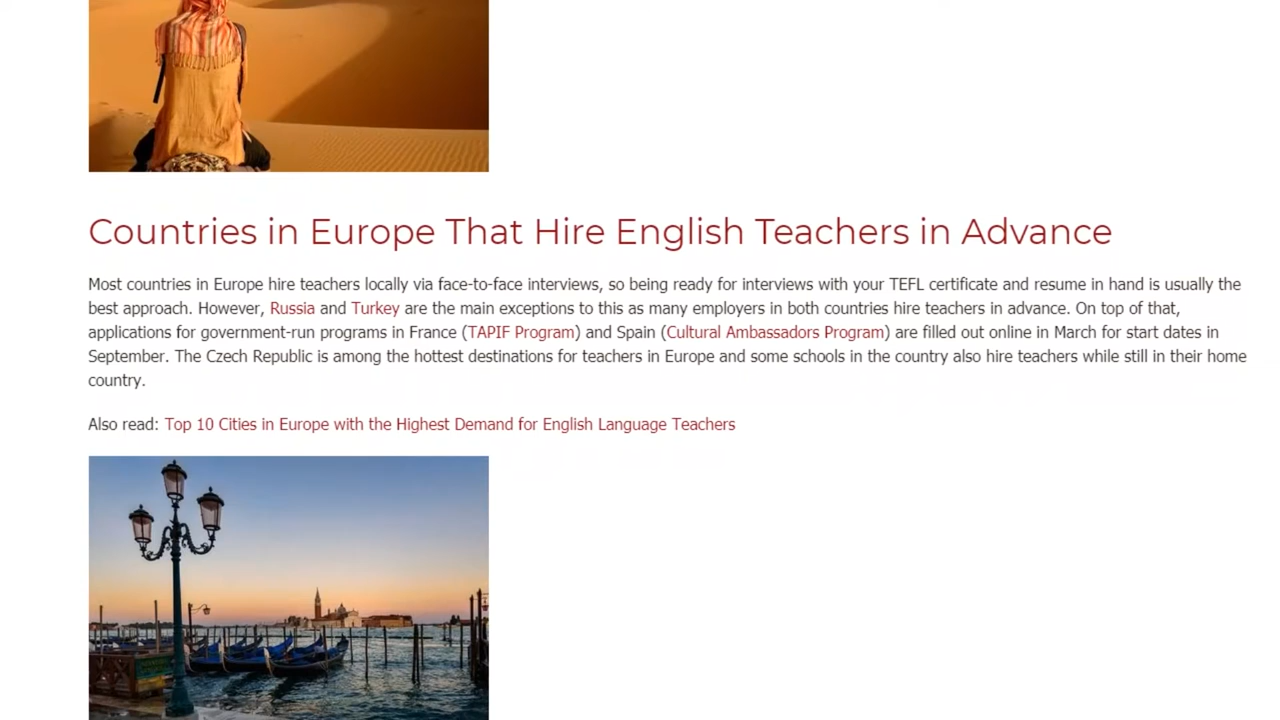 Countries in Europe That Hire English Teachers in Advance
Most countries in Europe hire teachers locally via face-to-face interviews, so being ready for interviews with your TEFL certificate and resume in hand is usually the
best approach. However, Russia and Turkey are the main exceptions to this as many employers in both countries hire teachers in advance. On top of that,
applications for government-run programs in France (TAPIF Program) and Spain (Cultural Ambassadors Program) are filled out online in March for start dates in
September. The Czech Republic is among the hottest destinations for teachers in Europe and some schools in the country also hire teachers while still in their home
country.
Also read: Top 10 Cities in Europe with the Highest Demand for English Language Teachers